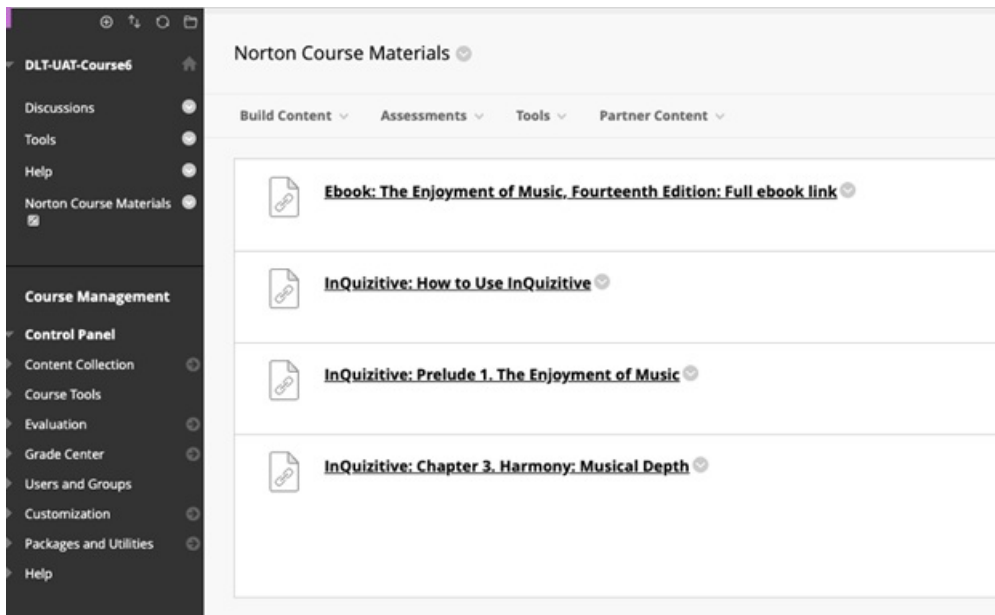 DLT-UAT-Course6
Discussions
Tools
Help
Norton Course Materials
Course Management
Control Panel
Content Collection
Course Tools
Evaluation
Grade Center
Users and Groups
Customization
Packages and Utilities
Help
Norton Course Materials
Build Content Assessments Tools Partner Content
Ebook: The Enjoyment of Music, Fourteenth Edition: Full ebook link
InQuizitive: How to Use InQuizitive
InQuizitive: Prelude 1. The Enjoyment of Music
InQuizitive: Chapter 3. Harmony: Musical Depth